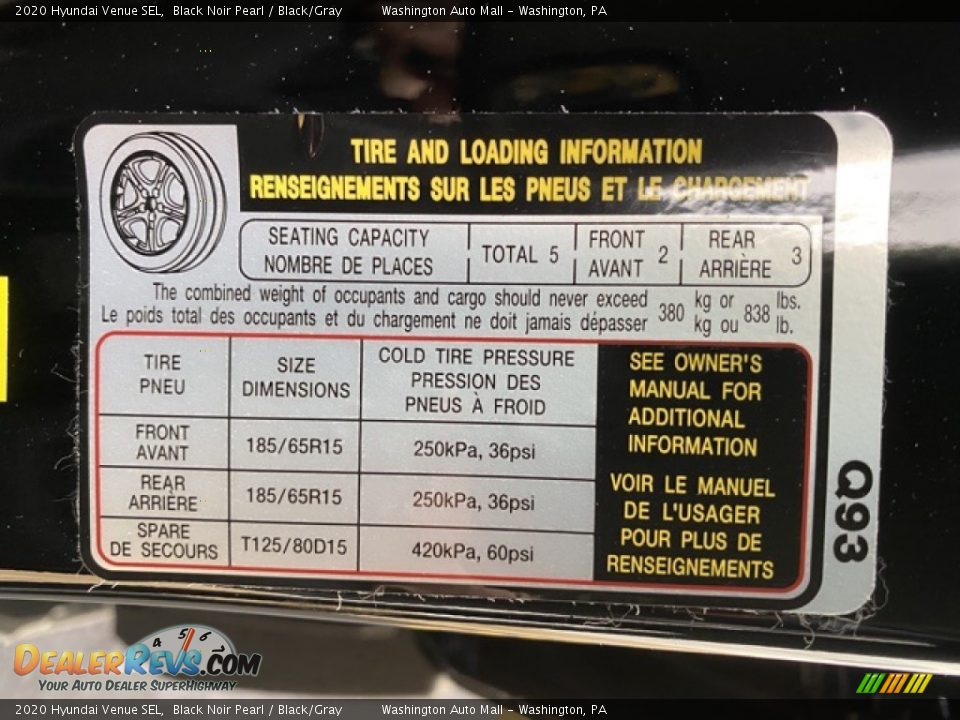 2020 Hyundai Venue SEL, Black Noir Pearl / Black/Gray Washington Auto Mall - Washington, PA
TIRE AND LOADING INFORMATION
RENSEIGNEMENTS SUR LES PNEUS ET LE CHARGEMENT
SEATING CAPACITY
NOMBRE DE PLACES
TOTAL 5
FRONT
AVANT
2
REAR
ARRIÈRE
3
The combined weight of occupants and cargo should never exceed
Le poids total des occupants et du chargement ne doit jamais dépasser
380
kg or
kg ou
838
lbs.
lb.
TIRE
PNEU
SIZE
DIMENSIONS
COLD TIRE PRESSURE
PRESSION DES
PNEUS À FROID
FRONT
AVANT
185/65R15
250kPa, 36psi
REAR
ARRIÈRE
185/65R15
250kPa, 36psi
SPARE
DE SECOURS
T125/80D15
420kPa, 60psi
SEE OWNER'S
MANUAL FOR
ADDITIONAL
INFORMATION
VOIR LE MANUEL
DE L'USAGER
POUR PLUS DE
RENSEIGNEMENTS
Q93
4 5 6
DEALERREVS.COM
YOUR AUTO DEALER SUPERHIGHWAY
2020 Hyundai Venue SEL, Black Noir Pearl / Black/Gray Washington Auto Mall - Washington, PA